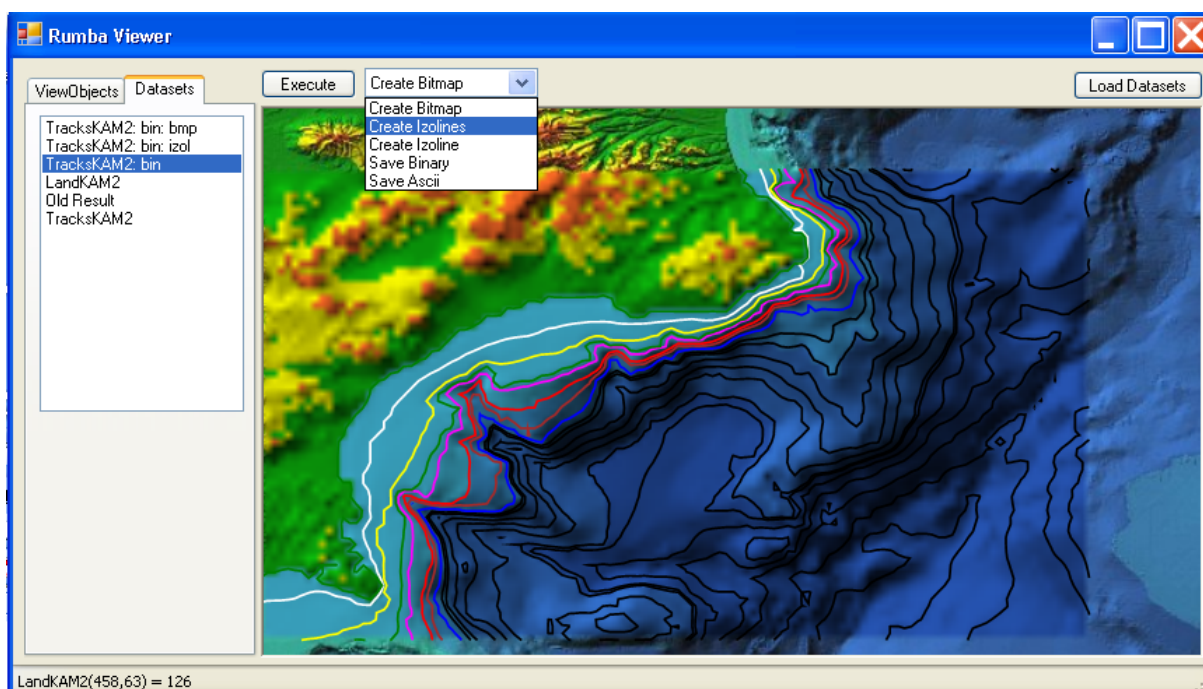 Rumba Viewer
ViewObjects
Datasets
Execute
Create Bitmap
Load Datasets
Create Bitmap
Create Izolines
Create Izoline
Save Binary
Save Ascii
TracksKAM2: bin: bmp
TracksKAM2: bin: izol
TracksKAM2: bin
LandKAM2
Old Result
TracksKAM2
LandKAM2(458,63) = 126